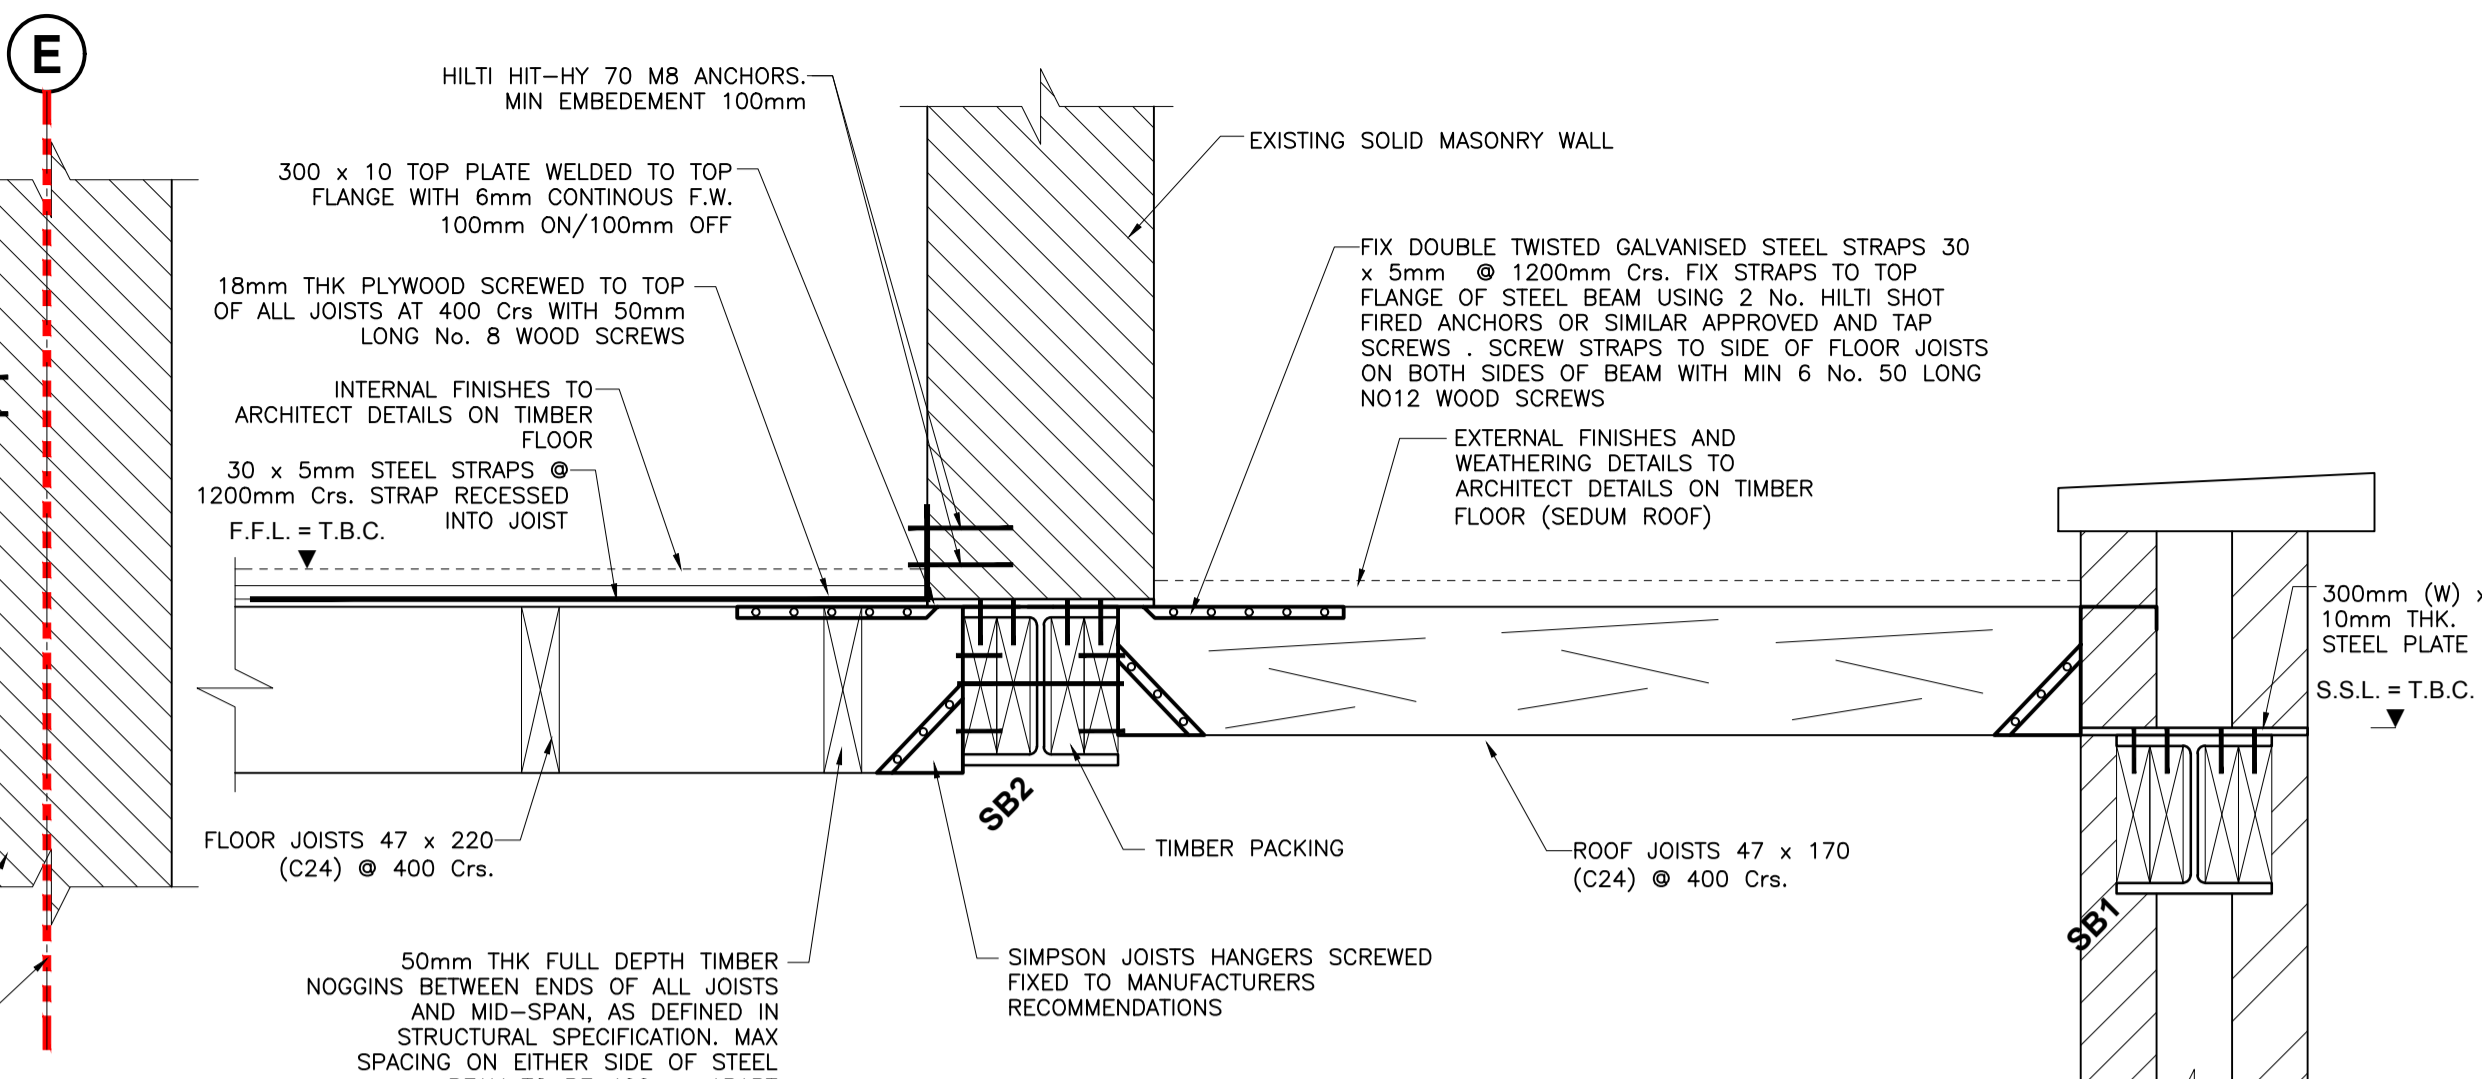 E
HILTI HIT-HY 70 M8 ANCHORS.
MIN EMBEDEMENT 100mm
300 x 10 TOP PLATE WELDED TO TOP
FLANGE WITH 6mm CONTINOUS F.W.
100mm ON/100mm OFF
18mm THK PLYWOOD SCREWED TO TOP
OF ALL JOISTS AT 400 Crs WITH 50mm
LONG No. 8 WOOD SCREWS
INTERNAL FINISHES TO
ARCHITECT DETAILS ON TIMBER
FLOOR
30 x 5mm STEEL STRAPS @
1200mm Crs. STRAP RECESSED
INTO JOIST
F.F.L. = T.B.C.
EXISTING SOLID MASONRY WALL
FIX DOUBLE TWISTED GALVANISED STEEL STRAPS 30
x 5mm @ 1200mm Crs. FIX STRAPS TO TOP
FLANGE OF STEEL BEAM USING 2 No. HILTI SHOT
FIRED ANCHORS OR SIMILAR APPROVED AND TAP
SCREWS . SCREW STRAPS TO SIDE OF FLOOR JOISTS
ON BOTH SIDES OF BEAM WITH MIN 6 No. 50 LONG
NO12 WOOD SCREWS
EXTERNAL FINISHES AND
WEATHERING DETAILS TO
ARCHITECT DETAILS ON TIMBER
FLOOR (SEDUM ROOF)
300mm (W) x
10mm THK.
STEEL PLATE
S.S.L. = T.B.C.
SB2
SB1
FLOOR JOISTS 47 x 220
(C24) @ 400 Crs.
TIMBER PACKING
ROOF JOISTS 47 x 170
(C24) @ 400 Crs.
50mm THK FULL DEPTH TIMBER
NOGGINS BETWEEN ENDS OF ALL JOISTS
AND MID-SPAN, AS DEFINED IN
STRUCTURAL SPECIFICATION. MAX
SPACING ON EITHER SIDE OF STEEL
SIMPSON JOISTS HANGERS SCREWED
FIXED TO MANUFACTURERS
RECOMMENDATIONS